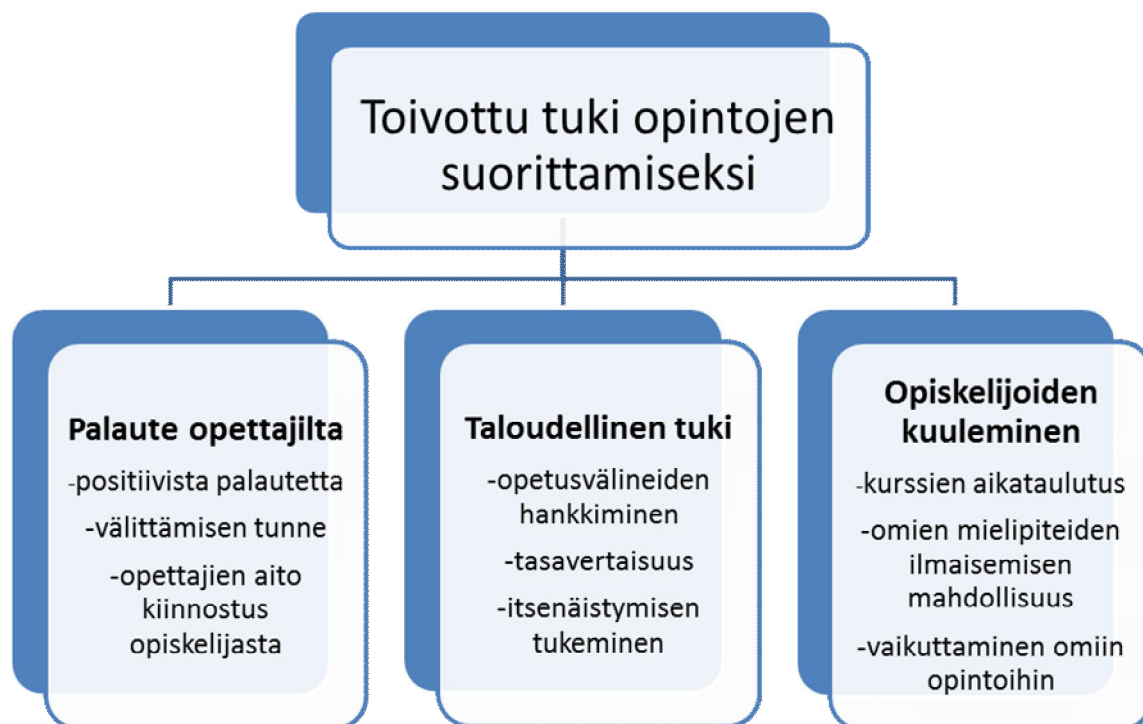 Toivottu tuki opintojen
suorittamiseksi
Palaute opettajilta
-positiivista palautetta
-välittämisen tunne
-opettajien aito
kiinnostus
opiskelijasta
Taloudellinen tuki
-opetusvälineiden
hankkiminen
-tasavertaisuus
-itsenäistymisen
tukeminen
Opiskelijoiden
kuuleminen
-kurssien aikataulutus
-omien mielipiteiden
ilmaisemisen
mahdollisuus
-vaikuttaminen omiin
opintoihin